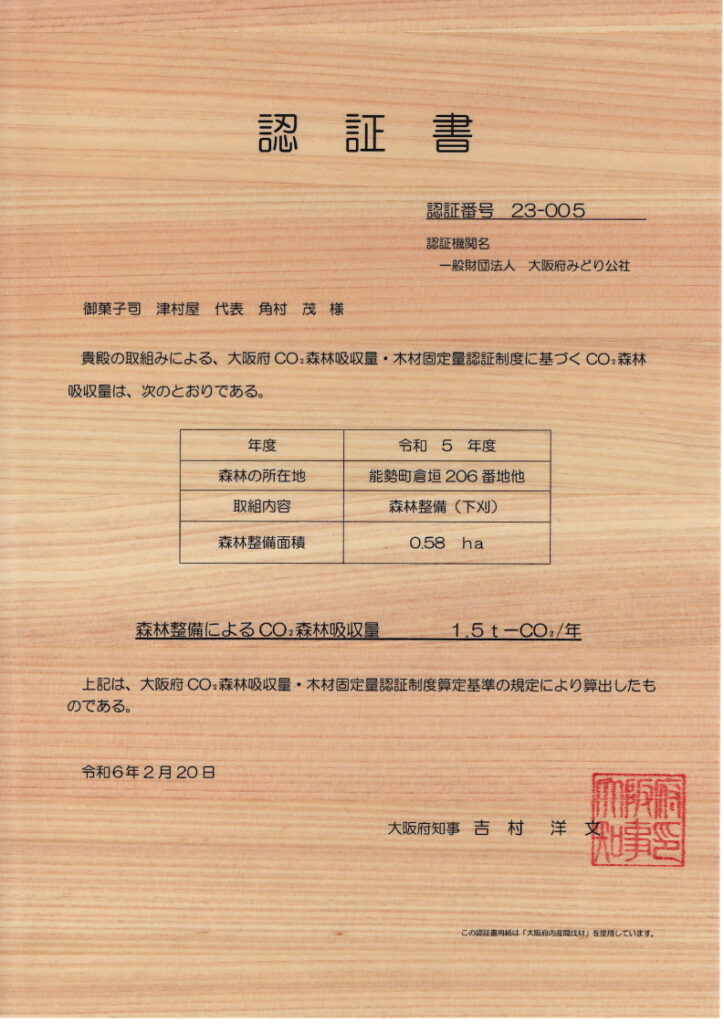 認証書
認証番号 23-005
認証機関名
一般財団法人 大阪府みどり公社
御菓子司 津村屋 代表 角村 茂 様
貴殿の取組みによる、大阪府CO₂森林吸収量・木材固定量認証制度に基づくCO₂森林
吸収量は、次のとおりである。
年度 令和 5 年度
森林の所在地 能勢町倉垣206番地他
取組内容 森林整備(下刈)
森林整備面積 0.58 ha
森林整備によるCO₂森林吸収量 1.5t-CO₂/年
上記は、大阪府CO₂森林吸収量・木材固定量認証制度算定基準の規定により算出したも
のである。
令和6年2月20日
大阪府知事 吉村 洋文
大阪府知事印
この認証書用紙は「大阪府内産間伐材」を使用しています。